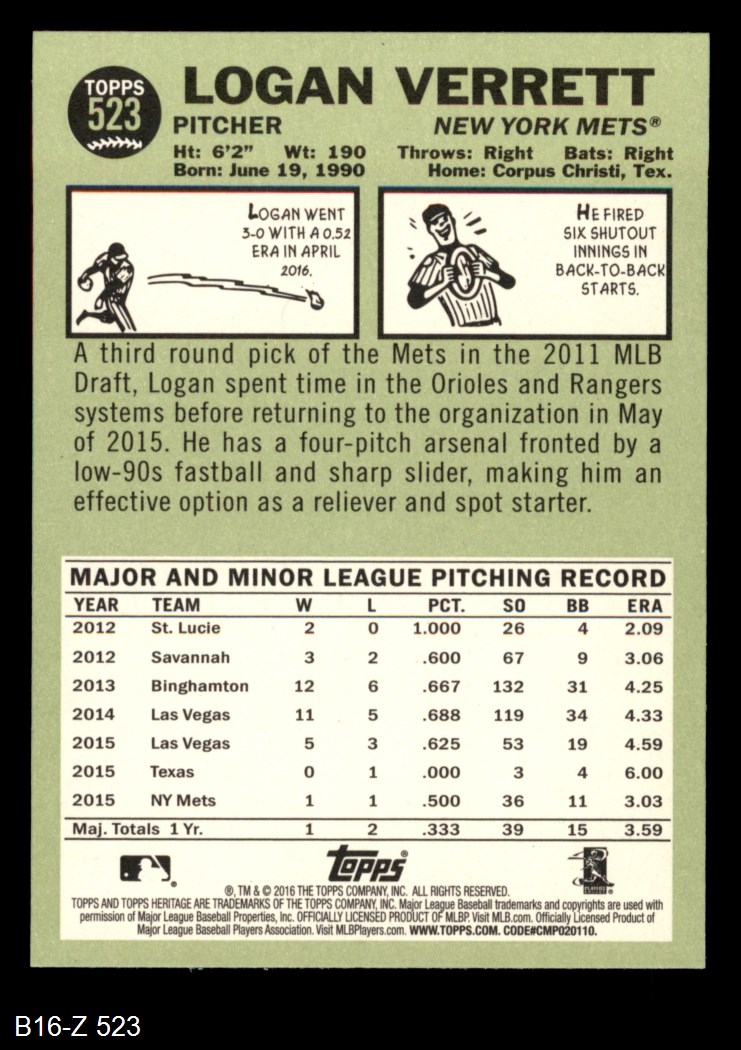 TOPPS
523
LOGAN VERRETT
PITCHER NEW YORK METS®
Ht: 6'2" Wt: 190 Throws: Right Bats: Right
Born: June 19, 1990 Home: Corpus Christi, Tex.
LOGAN WENT
3-0 WITH A 0.52
ERA IN APRIL
2016.
HE FIRED
SIX SHUTOUT
INNINGS IN
BACK-TO-BACK
STARTS.
A third round pick of the Mets in the 2011 MLB
Draft, Logan spent time in the Orioles and Rangers
systems before returning to the organization in May
of 2015. He has a four-pitch arsenal fronted by a
low-90s fastball and sharp slider, making him an
effective option as a reliever and spot starter.
MAJOR AND MINOR LEAGUE PITCHING RECORD
YEAR TEAM W L PCT. SO BB ERA
2012 St. Lucie 2 0 1.000 26 4 2.09
2012 Savannah 3 2 .600 67 9 3.06
2013 Binghamton 12 6 .667 132 31 4.25
2014 Las Vegas 11 5 .688 119 34 4.33
2015 Las Vegas 5 3 .625 53 19 4.59
2015 Texas 0 1 .000 3 4 6.00
2015 NY Mets 1 1 .500 36 11 3.03
Maj. Totals 1 Yr. 1 2 .333 39 15 3.59
Topps®
®, TM & © 2016 THE TOPPS COMPANY, INC. ALL RIGHTS RESERVED.
TOPPS AND TOPPS HERITAGE ARE TRADEMARKS OF THE TOPPS COMPANY, INC. Major League Baseball trademarks and copyrights are used with
permission of Major League Baseball Properties, Inc. OFFICIALLY LICENSED PRODUCT OF MLBP. Visit MLB.com. Officially Licensed Product of
Major League Baseball Players Association. Visit MLBPlayers.com. WWW.TOPPS.COM. CODE#CMP020110.
B16-Z 523